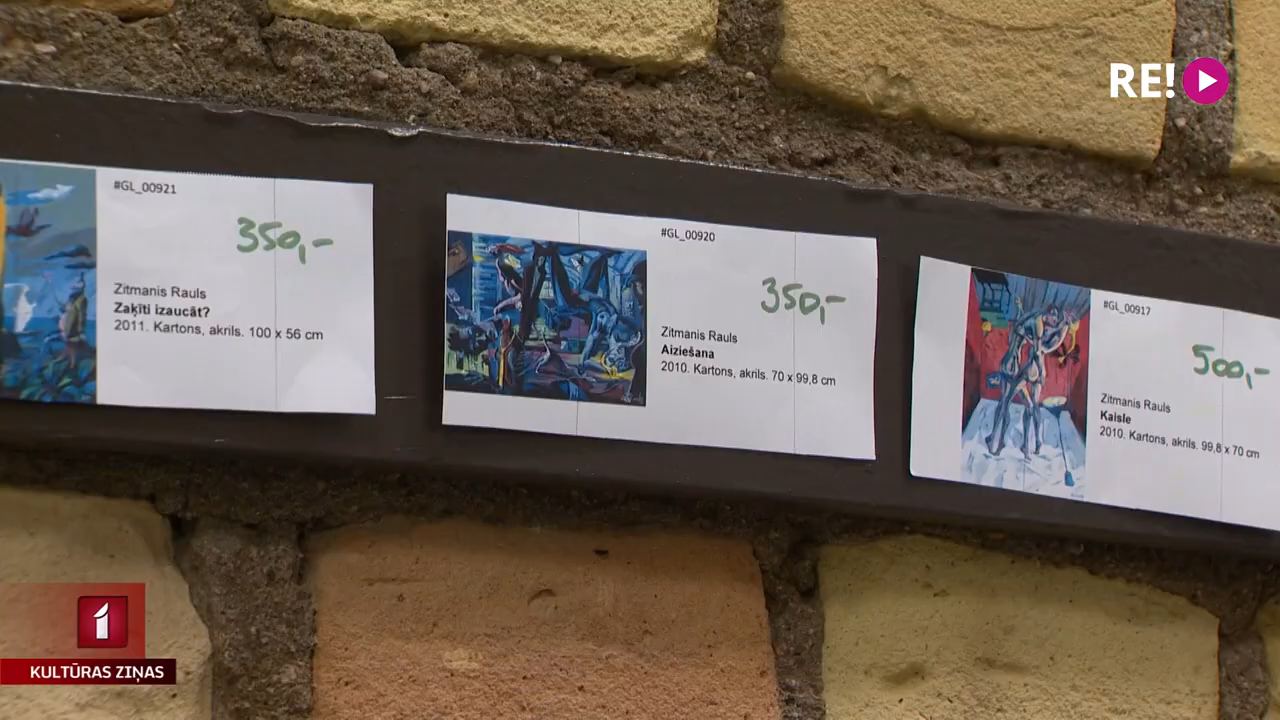 RE!
#GL_00921
350,-
Zitmanis Rauls
Zaķīti izaucāt?
2011. Kartons, akrils. 100 x 56 cm
#GL_00920
350,-
Zitmanis Rauls
Aiziešana
2010. Kartons, akrils. 70 x 99,8 cm
#GL_00917
500,-
Zitmanis Rauls
Kaisle
2010. Kartons, akrils. 99,8 x 70 cm
1
KULTŪRAS ZIŅAS